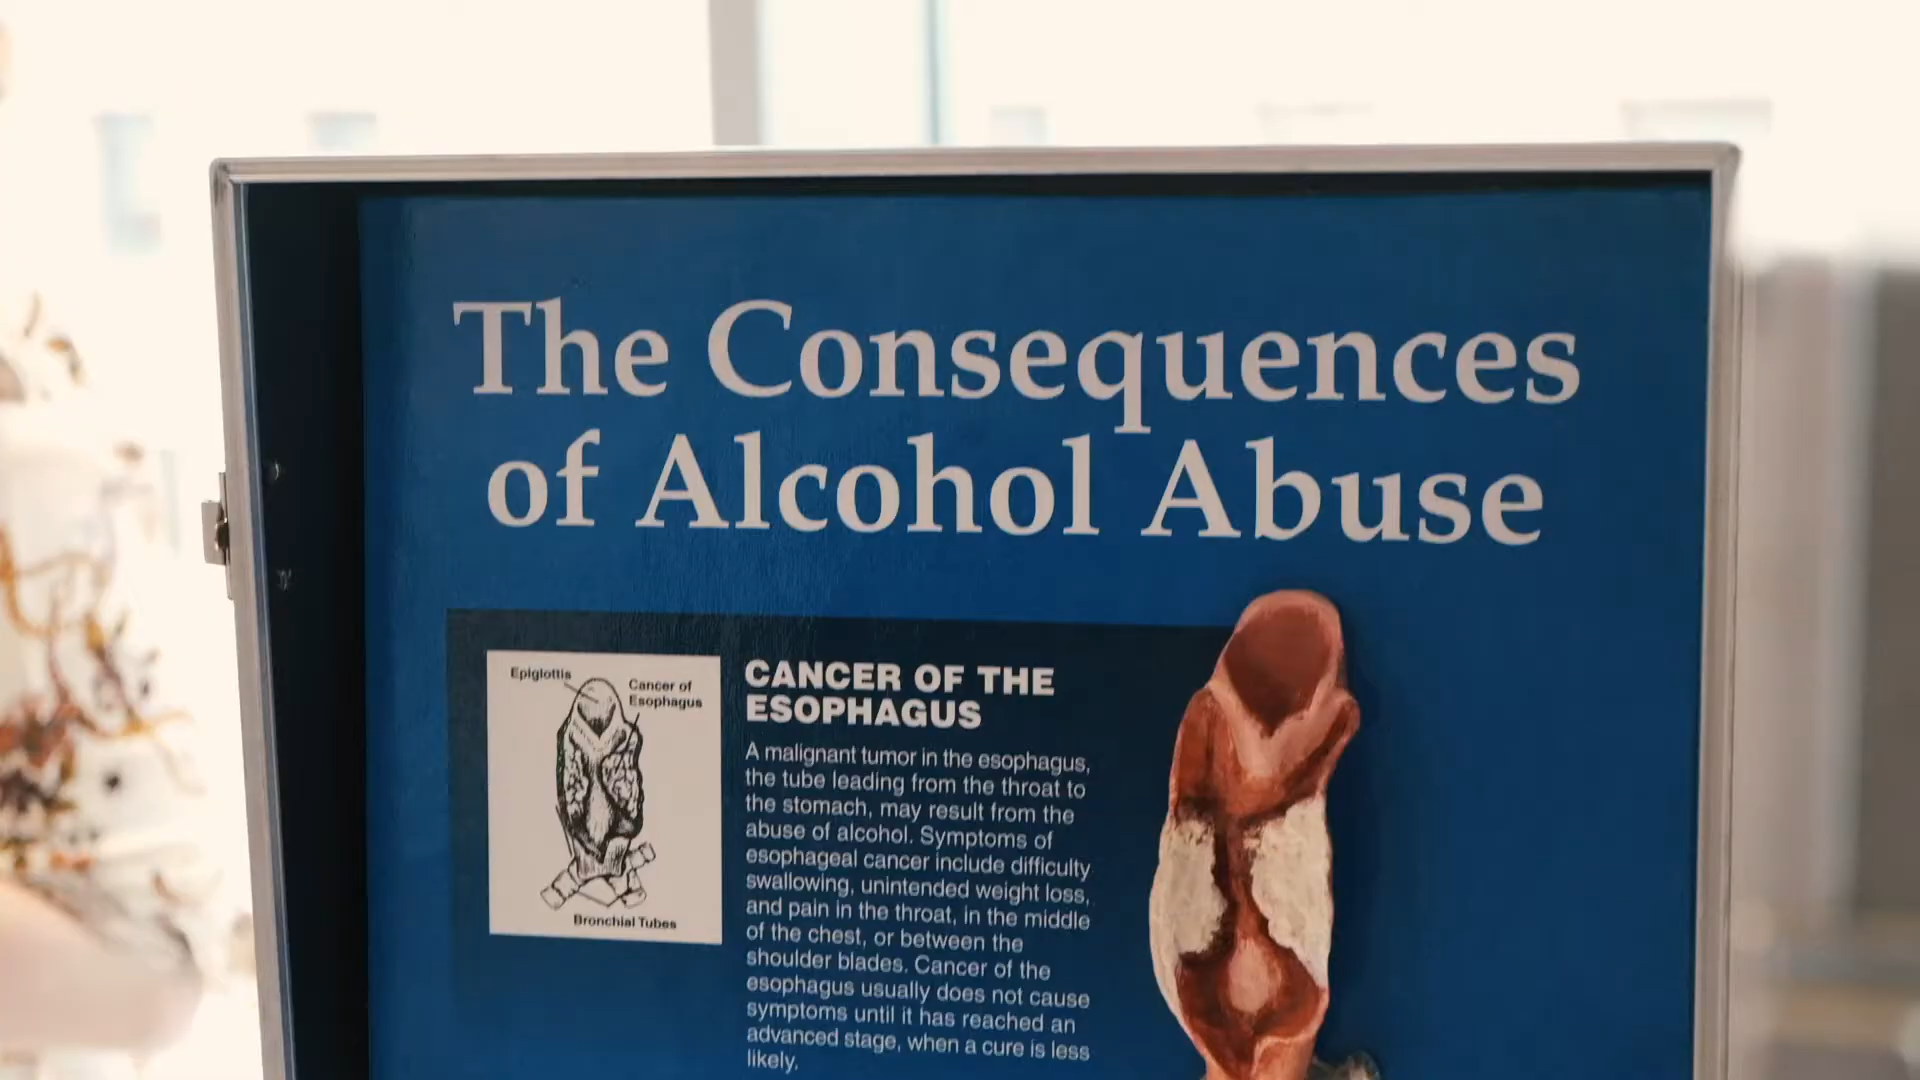 The Consequences
of Alcohol Abuse
Epiglottis
Cancer of
Esophagus
Bronchial Tubes
CANCER OF THE
ESOPHAGUS
A malignant tumor in the esophagus,
the tube leading from the throat to
the stomach, may result from the
abuse of alcohol. Symptoms of
esophageal cancer include difficulty
swallowing, unintended weight loss,
and pain in the throat, in the middle
of the chest, or between the
shoulder blades. Cancer of the
esophagus usually does not cause
symptoms until it has reached an
advanced stage, when a cure is less
likely.